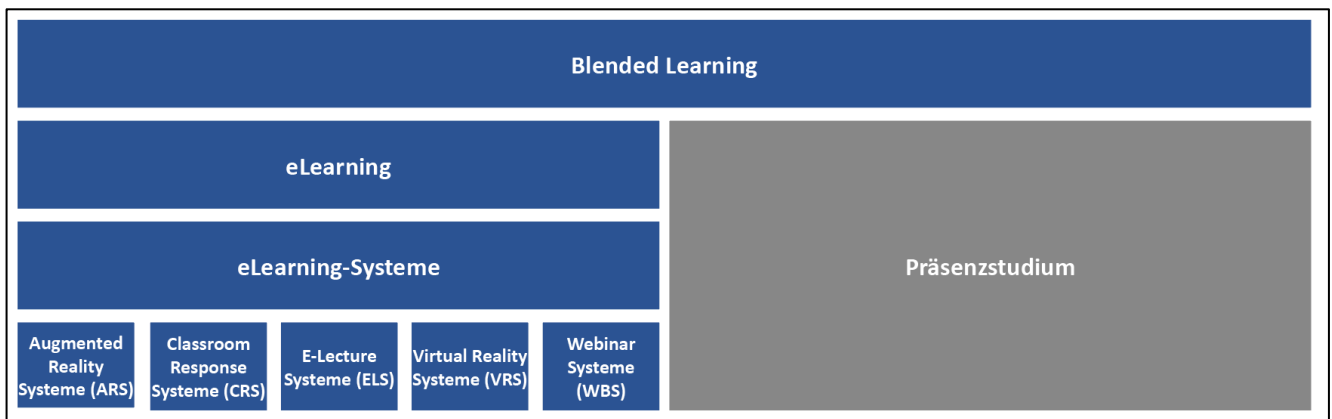 Blended Learning
eLearning
eLearning-Systeme
Präsenzstudium
Augmented
Reality
Systeme (ARS)
Classroom
Response
Systeme (CRS)
E-Lecture
Systeme (ELS)
Virtual Reality
Systeme (VRS)
Webinar
Systeme
(WBS)